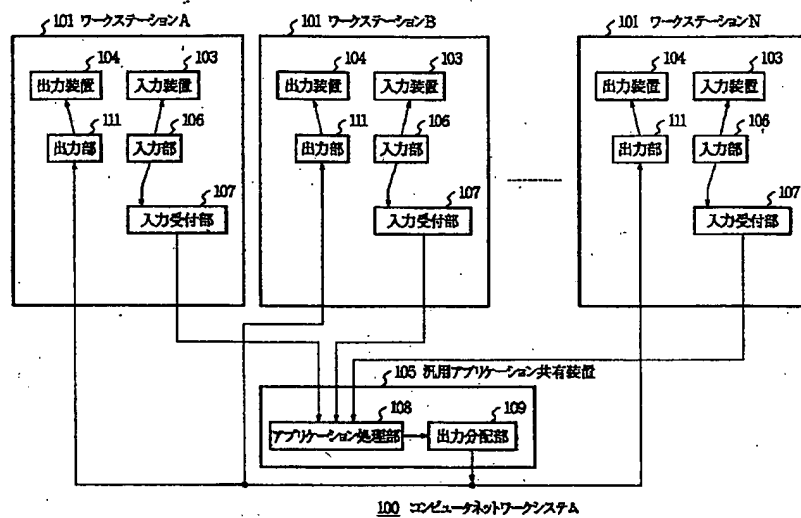 101 ワークステーションA
104
103
出力装置
入力装置
111
106
出力部
入力部
107
入力受付部
101 ワークステーションB
104
103
出力装置
入力装置
111
106
出力部
入力部
107
入力受付部
101 ワークステーションN
104
103
出力装置
入力装置
111
106
出力部
入力部
107
入力受付部
105 汎用アプリケーション共有装置
108
109
アプリケーション処理部
出力分配部
100 コンピュータネットワークシステム